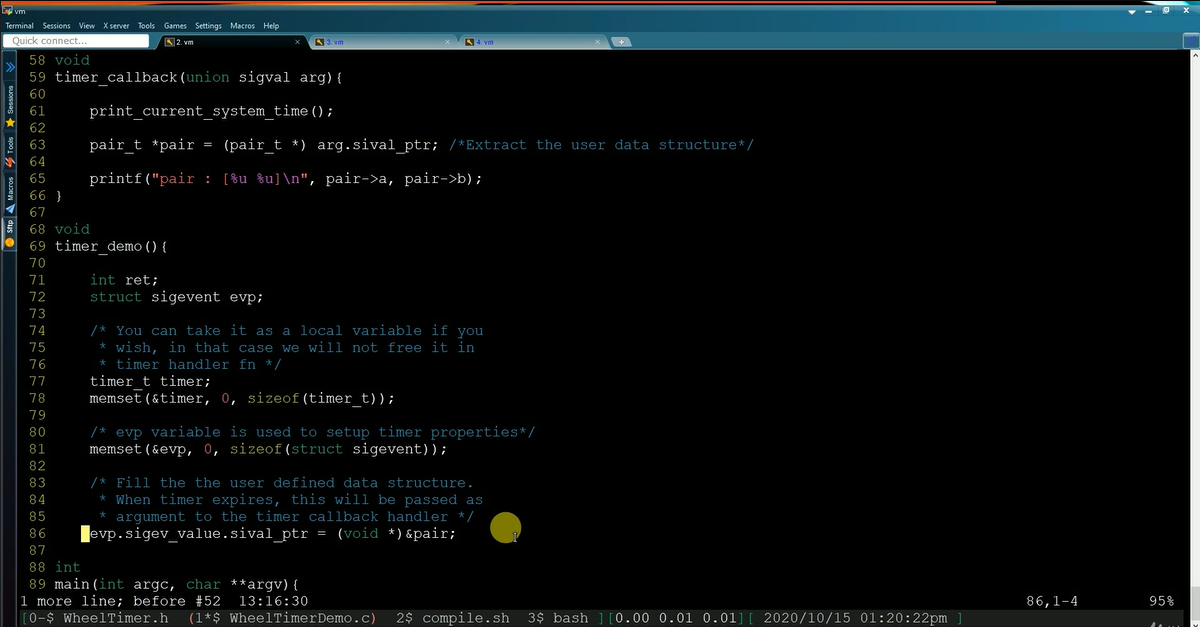 vm
Terminal Sessions View X server Tools Games Settings Macros Help
Quick connect...
2. vm
3. vm
4. vm
Sessions
Tools
Macros
Sftp
58 void
59 timer_callback(union sigval arg){
60
61     print_current_system_time();
62
63     pair_t *pair = (pair_t *) arg.sival_ptr; /*Extract the user data structure*/
64
65     printf("pair : [%u %u]\n", pair->a, pair->b);
66 }
67
68 void
69 timer_demo(){
70
71     int ret;
72     struct sigevent evp;
73
74     /* You can take it as a local variable if you
75      * wish, in that case we will not free it in
76      * timer handler fn */
77     timer_t timer;
78     memset(&timer, 0, sizeof(timer_t));
79
80     /* evp variable is used to setup timer properties*/
81     memset(&evp, 0, sizeof(struct sigevent));
82
83     /* Fill the the user defined data structure.
84      * When timer expires, this will be passed as
85      * argument to the timer callback handler */
86     evp.sigev_value.sival_ptr = (void *)&pair;
87
88 int
89 main(int argc, char **argv){
1 more line; before #52  13:16:30 86,1-4 95%
[0-$ WheelTimer.h  (1*$ WheelTimerDemo.c)  2$ compile.sh  3$ bash ][0.00 0.01 0.01][ 2020/10/15 01:20:22pm ]